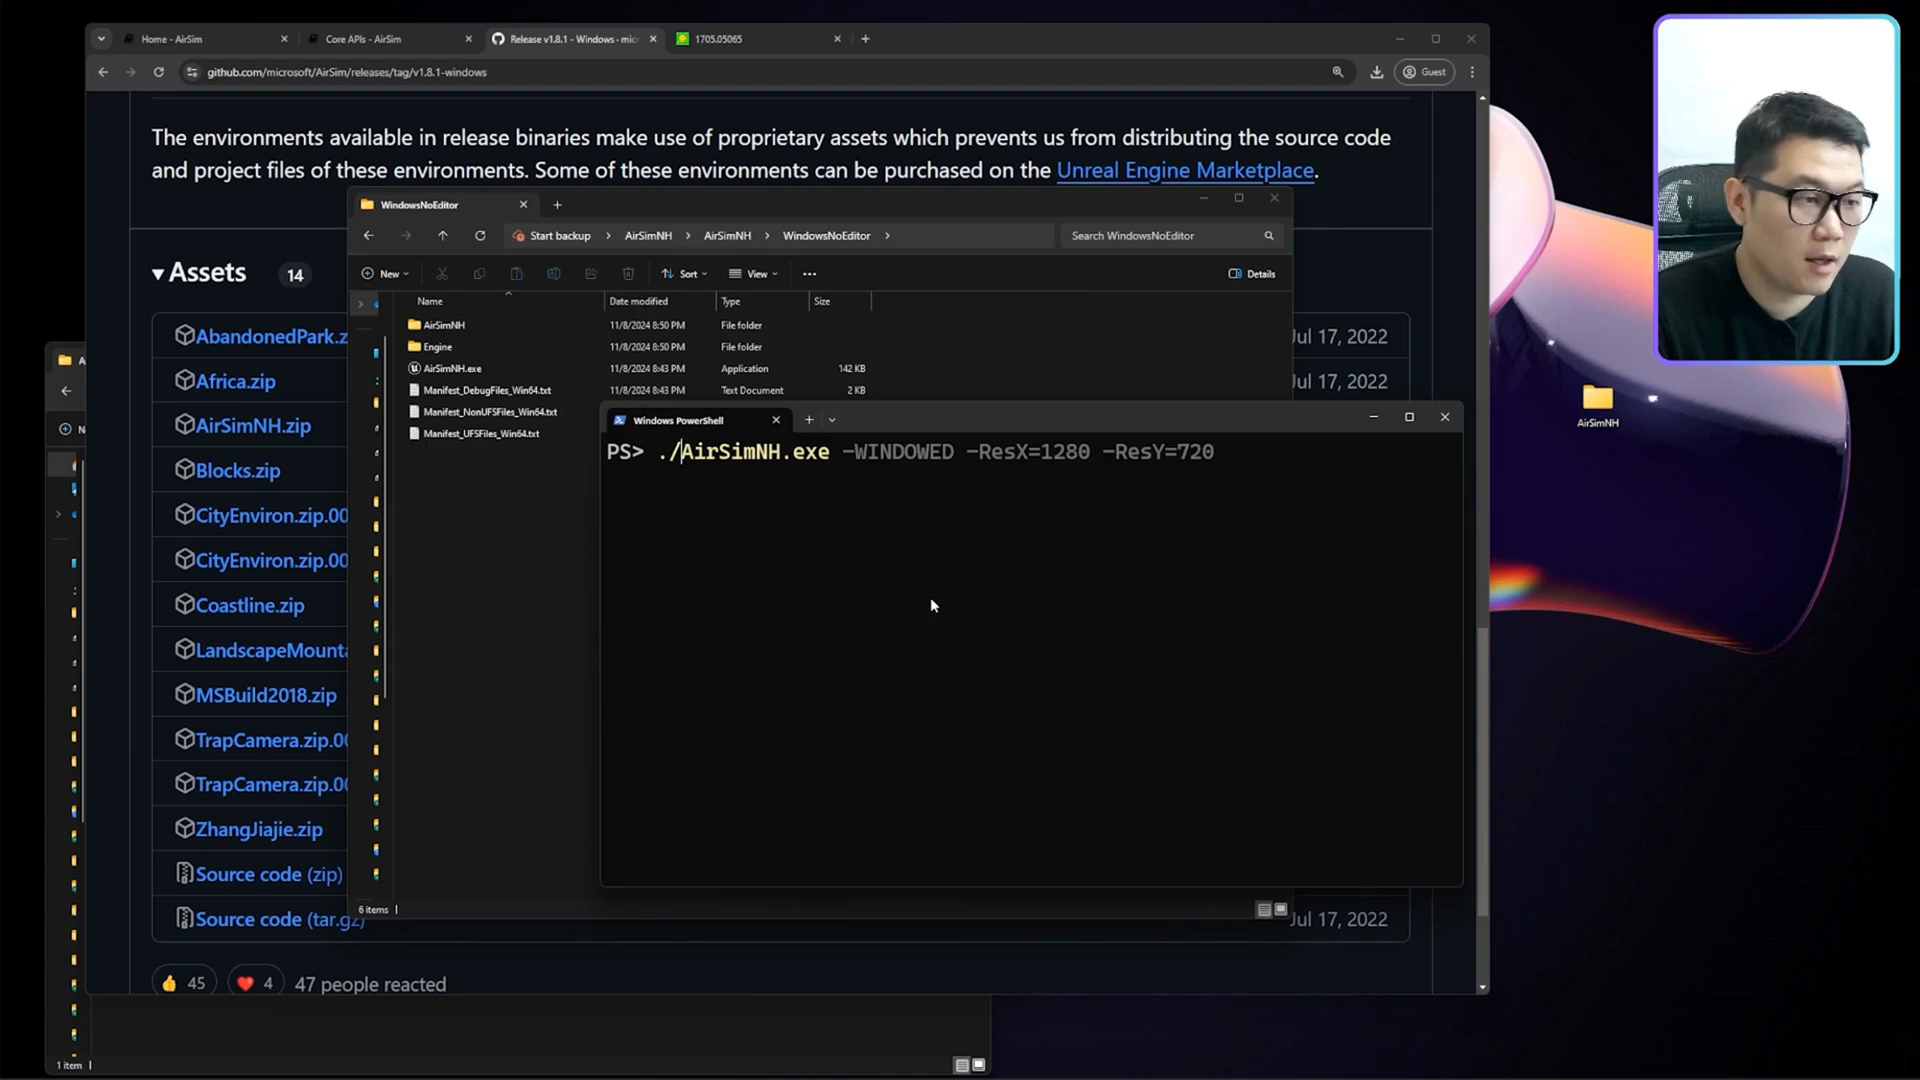 Home - AirSim
Core APIs - AirSim
Release v1.8.1 - Windows · micr
1705.05065
github.com/microsoft/AirSim/releases/tag/v1.8.1-windows
Guest
The environments available in release binaries make use of proprietary assets which prevents us from distributing the source code
and project files of these environments. Some of these environments can be purchased on the Unreal Engine Marketplace.
WindowsNoEditor
Start backup
AirSimNH
AirSimNH
WindowsNoEditor
Search WindowsNoEditor
New
Sort
View
Details
Name
Date modified
Type
Size
AirSimNH 11/8/2024 8:50 PM File folder
Engine 11/8/2024 8:50 PM File folder
AirSimNH.exe 11/8/2024 8:43 PM Application 142 KB
Manifest_DebugFiles_Win64.txt 11/8/2024 8:43 PM Text Document 2 KB
Manifest_NonUFSFiles_Win64.txt
Manifest_UFSFiles_Win64.txt
6 items
Windows PowerShell
PS> ./AirSimNH.exe -WINDOWED -ResX=1280 -ResY=720
Assets 14
AbandonedPark.z
Jul 17, 2022
Africa.zip
Jul 17, 2022
AirSimNH.zip
Blocks.zip
CityEnviron.zip.00
CityEnviron.zip.00
Coastline.zip
LandscapeMounta
MSBuild2018.zip
TrapCamera.zip.00
TrapCamera.zip.00
ZhangJiajie.zip
Source code (zip)
Source code (tar.gz)
Jul 17, 2022
45
4
47 people reacted
A
N
1 item
AirSimNH